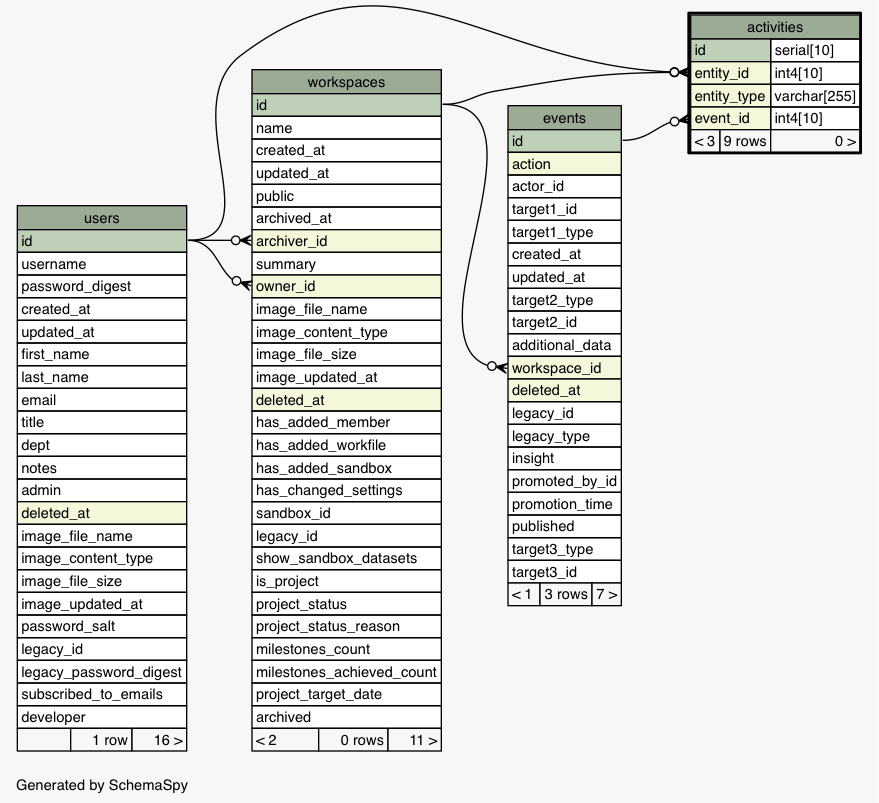 activities
id serial[10]
entity_id int4[10]
entity_type varchar[255]
event_id int4[10]
< 3 9 rows 0 >
workspaces
id
name
created_at
updated_at
public
archived_at
archiver_id
summary
owner_id
image_file_name
image_content_type
image_file_size
image_updated_at
deleted_at
has_added_member
has_added_workfile
has_added_sandbox
has_changed_settings
sandbox_id
legacy_id
show_sandbox_datasets
is_project
project_status
project_status_reason
milestones_count
milestones_achieved_count
project_target_date
archived
< 2 0 rows 11 >
events
id
action
actor_id
target1_id
target1_type
created_at
updated_at
target2_type
target2_id
additional_data
workspace_id
deleted_at
legacy_id
legacy_type
insight
promoted_by_id
promotion_time
published
target3_type
target3_id
< 1 3 rows 7 >
users
id
username
password_digest
created_at
updated_at
first_name
last_name
email
title
dept
notes
admin
deleted_at
image_file_name
image_content_type
image_file_size
image_updated_at
password_salt
legacy_id
legacy_password_digest
subscribed_to_emails
developer
1 row 16 >
Generated by SchemaSpy